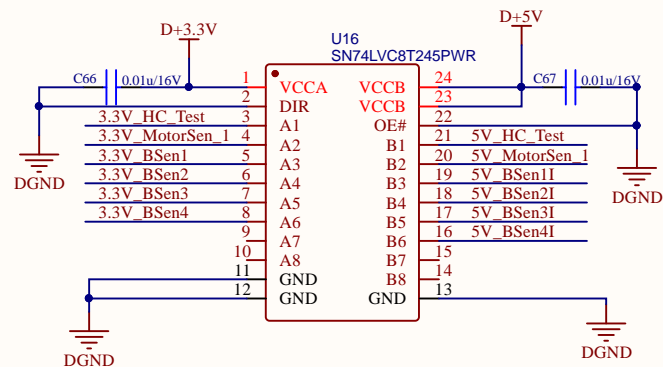 D+3.3V
D+5V
U16
SN74LVC8T245PWR
C66
0.01u/16V
C67
0.01u/16V
1 VCCA VCCB 24
2 DIR VCCB 23
3.3V_HC_Test 3 A1 OE# 22
3.3V_MotorSen_1 4 A2 B1 21 5V_HC_Test
3.3V_BSen1 5 A3 B2 20 5V_MotorSen_1
3.3V_BSen2 6 A4 B3 19 5V_BSen1I
3.3V_BSen3 7 A5 B4 18 5V_BSen2I
3.3V_BSen4 8 A6 B5 17 5V_BSen3I
9 A7 B6 16 5V_BSen4I
10 A8 B7 15
11 GND B8 14
12 GND GND 13
DGND
DGND
DGND
DGND